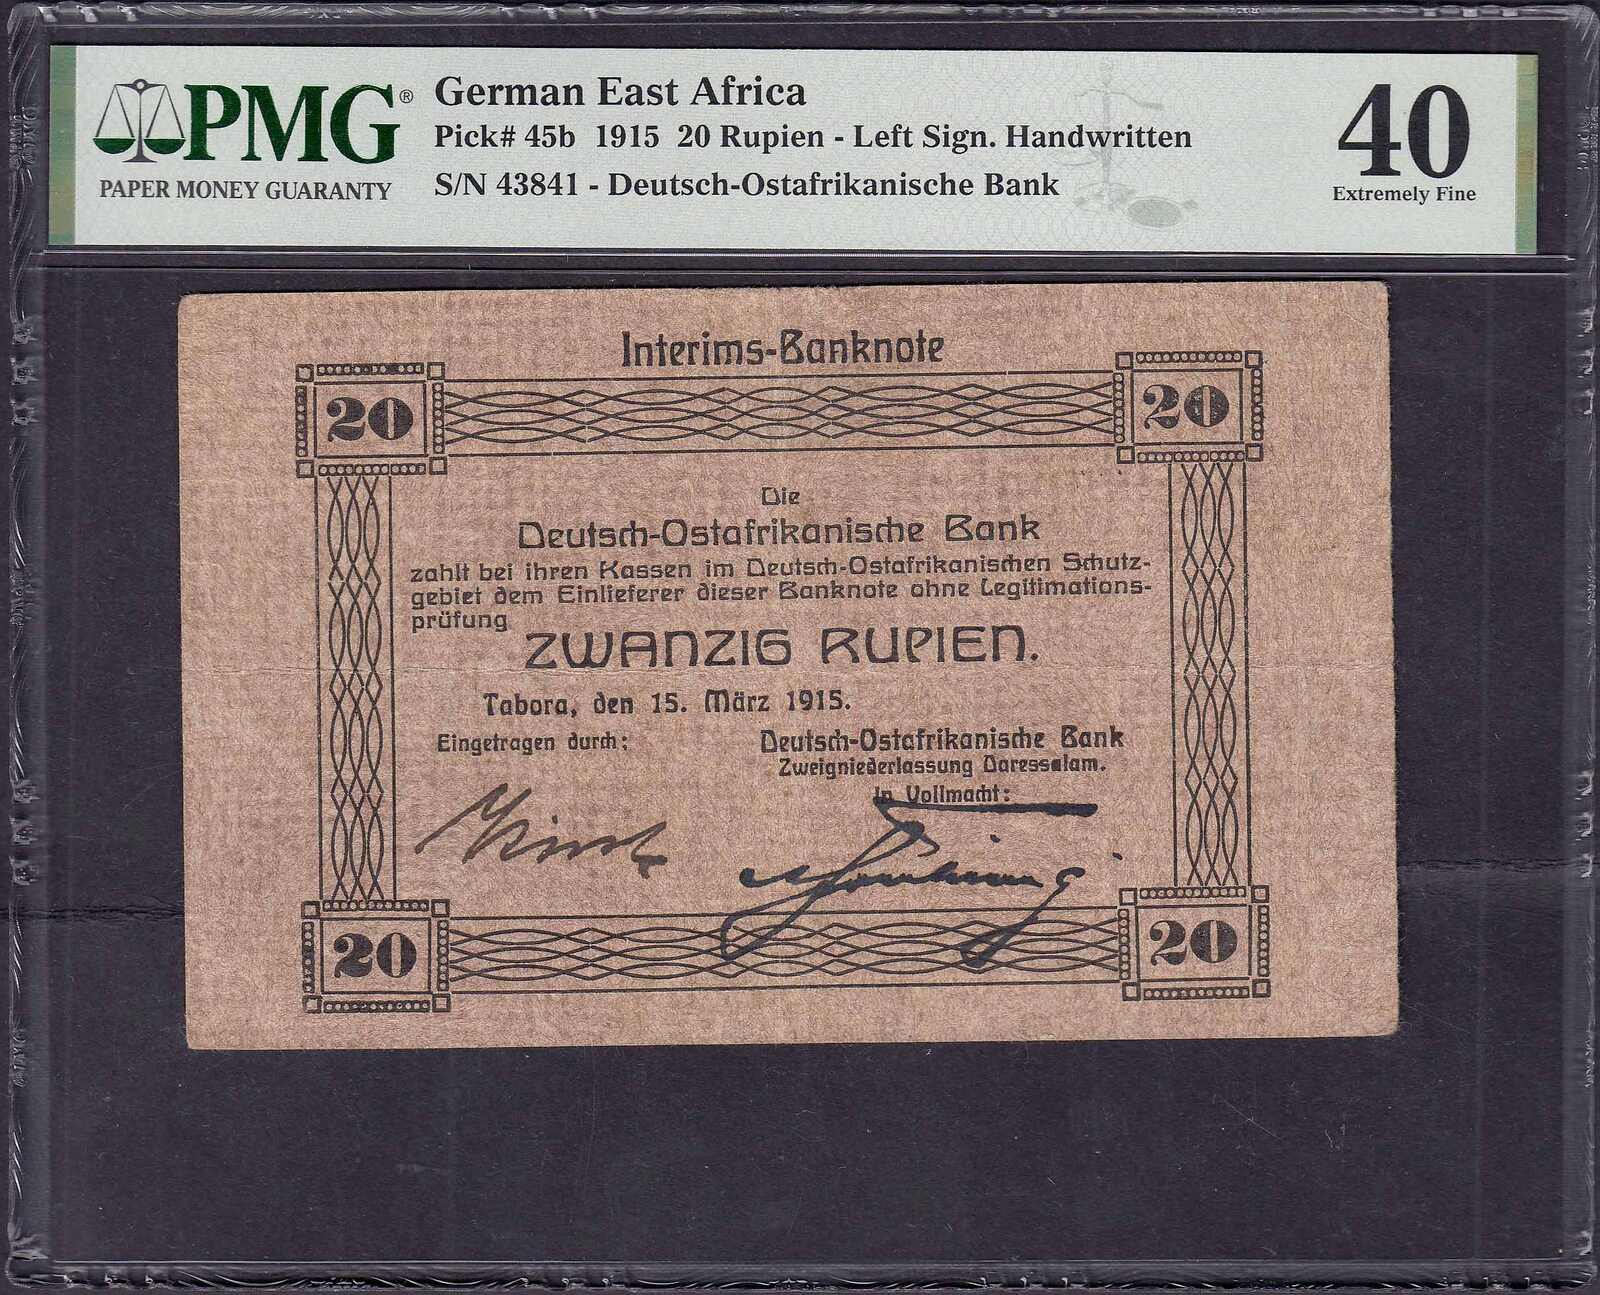 PMG®
PAPER MONEY GUARANTY
German East Africa
Pick# 45b 1915 20 Rupien - Left Sign. Handwritten
S/N 43841 - Deutsch-Ostafrikanische Bank
40
Extremely Fine
Interims-Banknote
20
20
Die
Deutsch-Ostafrikanische Bank
zahlt bei ihren Kassen im Deutsch-Ostafrikanischen Schutz-
gebiet dem Einlieferer dieser Banknote ohne Legitimations-
prüfung
ZWANZIG RUPIEN.
Tabora, den 15. März 1915.
Eingetragen durch:
Deutsch-Ostafrikanische Bank
Zweigniederlassung Daressalam.
In Vollmacht:
20
20